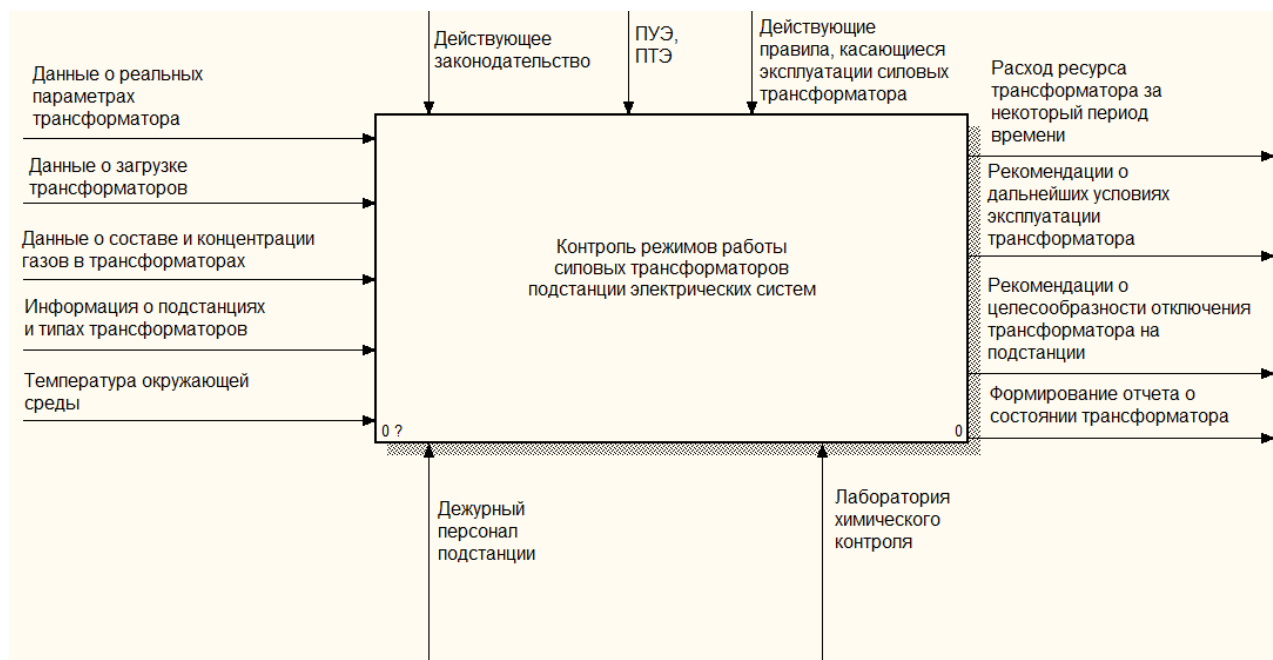 Действующее
законодательство
ПУЭ,
ПТЭ
Действующие
правила, касающиеся
эксплуатации силовых
трансформатора
Данные о реальных
параметрах
трансформатора
Данные о загрузке
трансформаторов
Данные о составе и концентрации
газов в трансформаторах
Информация о подстанциях
и типах трансформаторов
Температура окружающей
среды
Контроль режимов работы
силовых трансформаторов
подстанции электрических систем
0 ?
0
Расход ресурса
трансформатора за
некоторый период
времени
Рекомендации о
дальнейших условиях
эксплуатации
трансформатора
Рекомендации о
целесообразности отключения
трансформатора на
подстанции
Формирование отчета о
состоянии трансформатора
Дежурный
персонал
подстанции
Лаборатория
химического
контроля